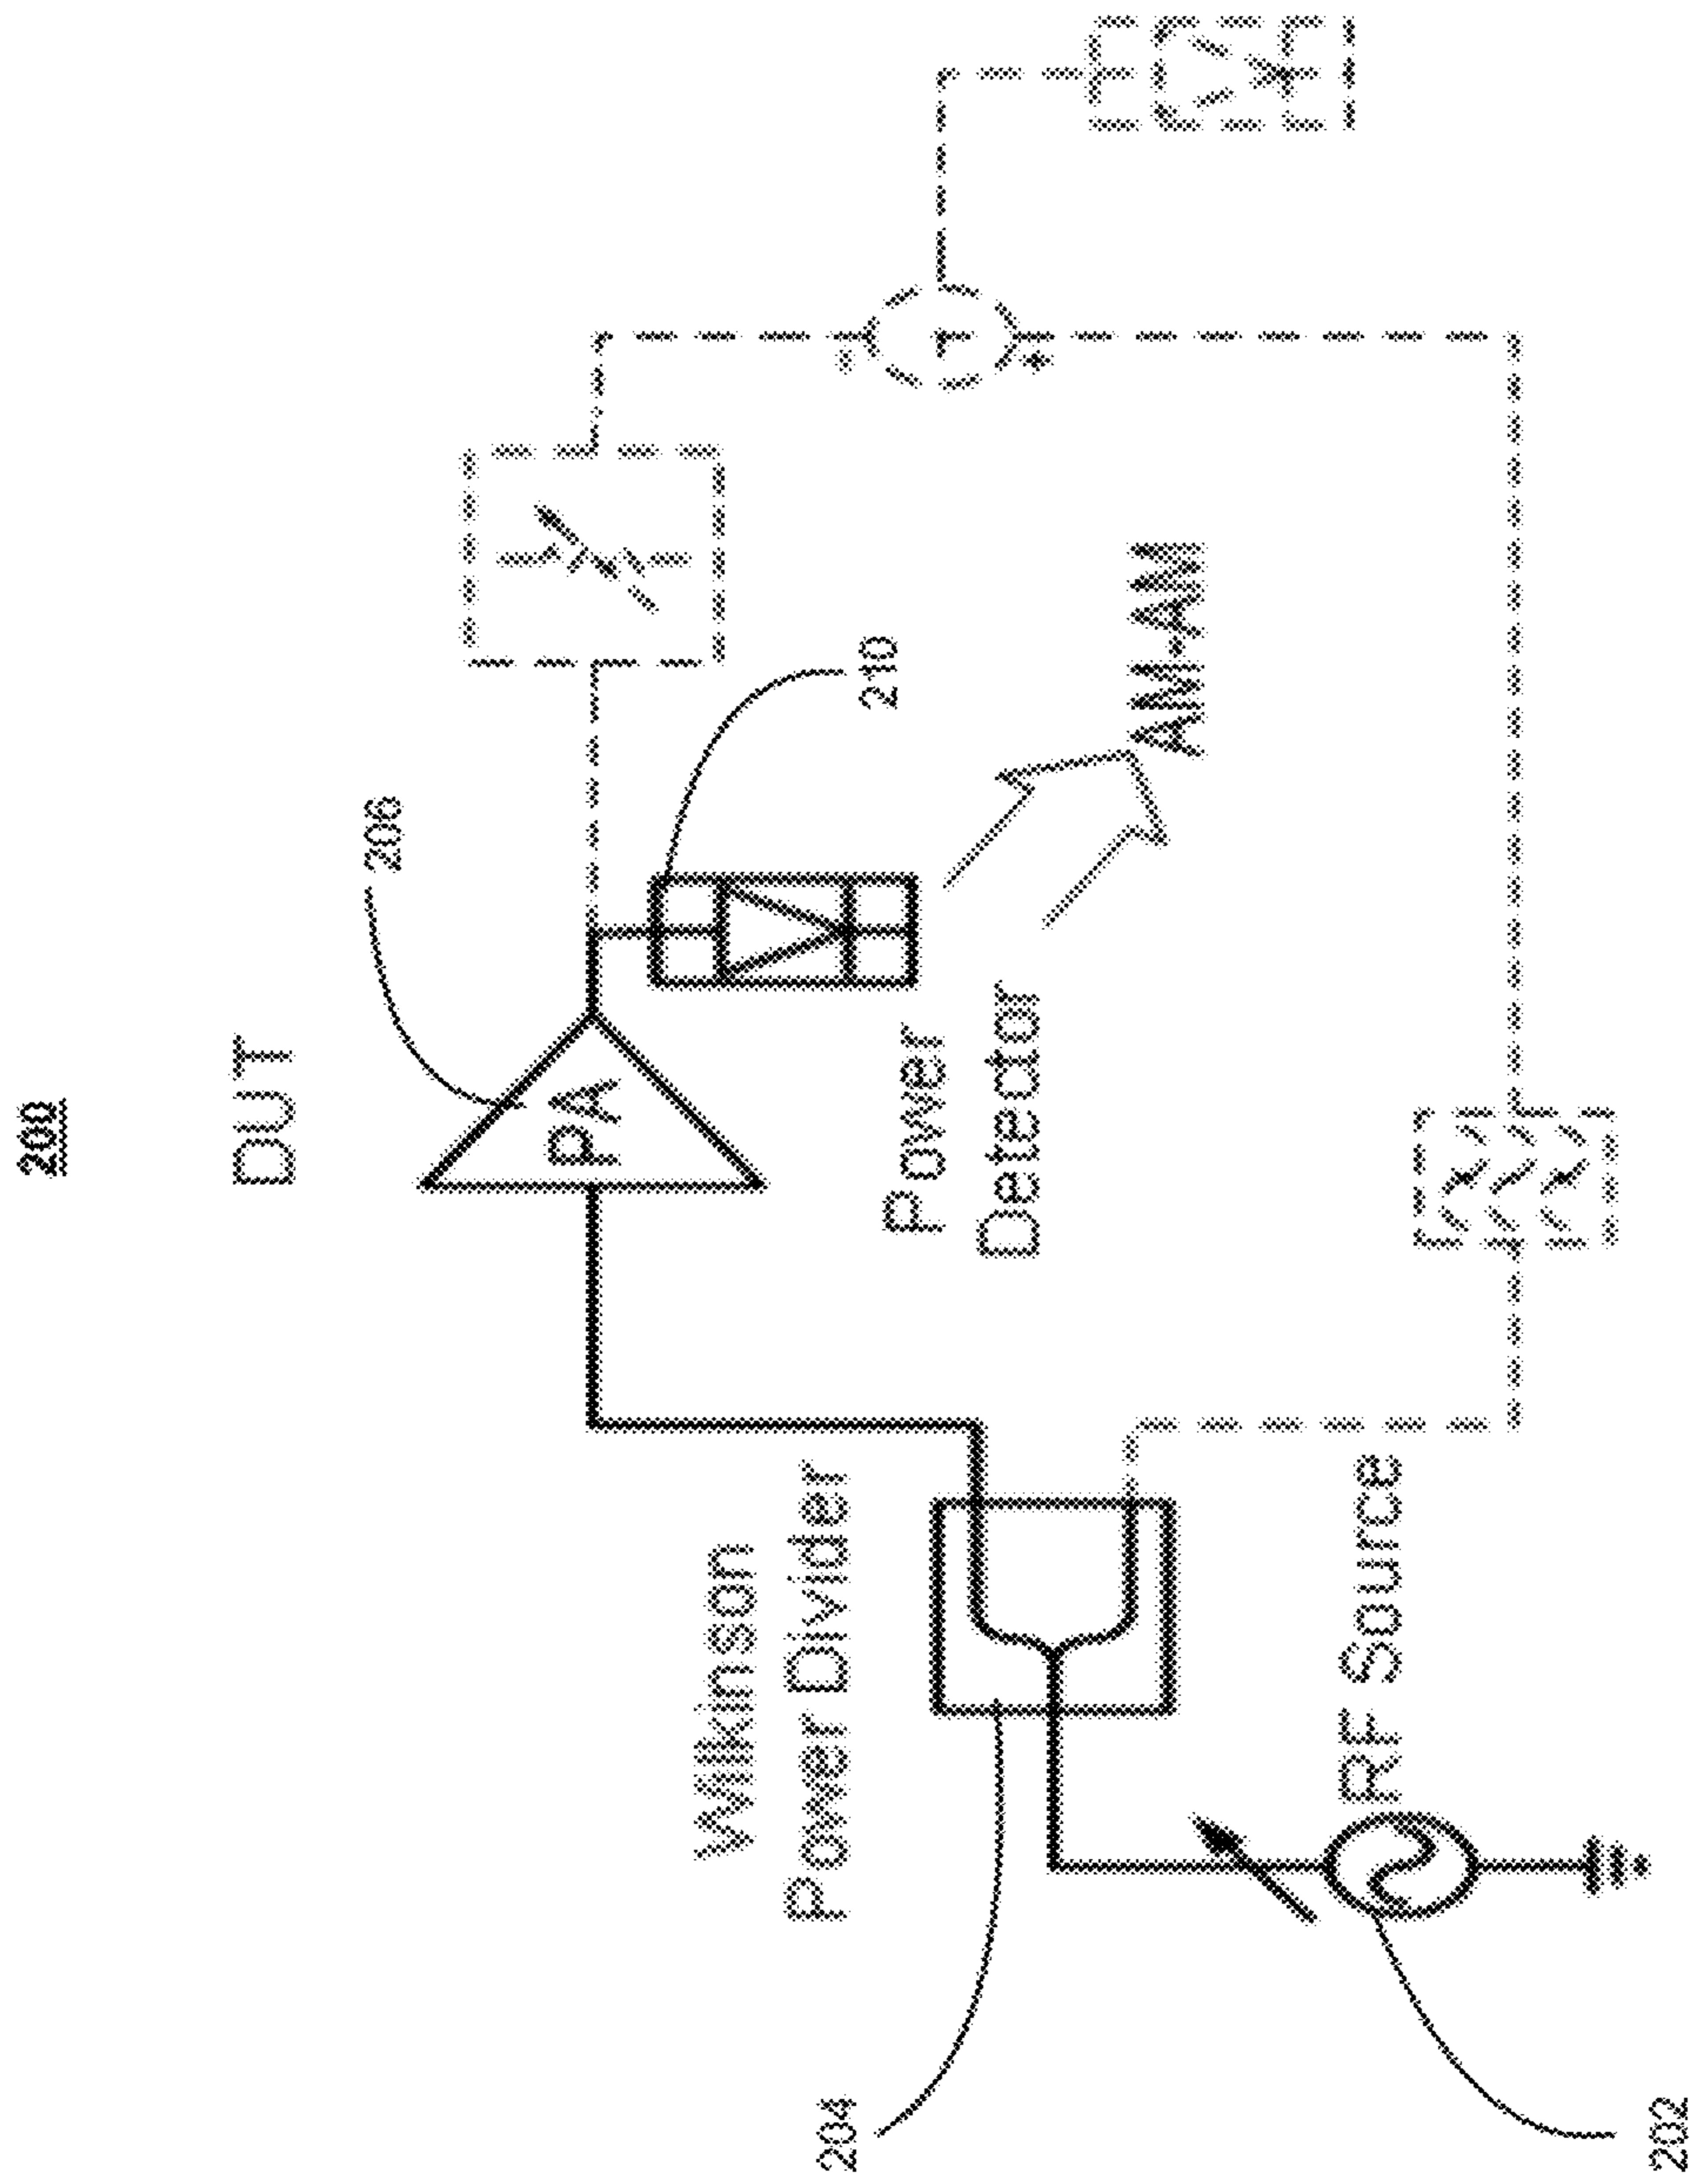 200
DUT
206
PA
210
Power
Detector
AM-AM
Wilkinson
Power Divider
204
RF Source
202